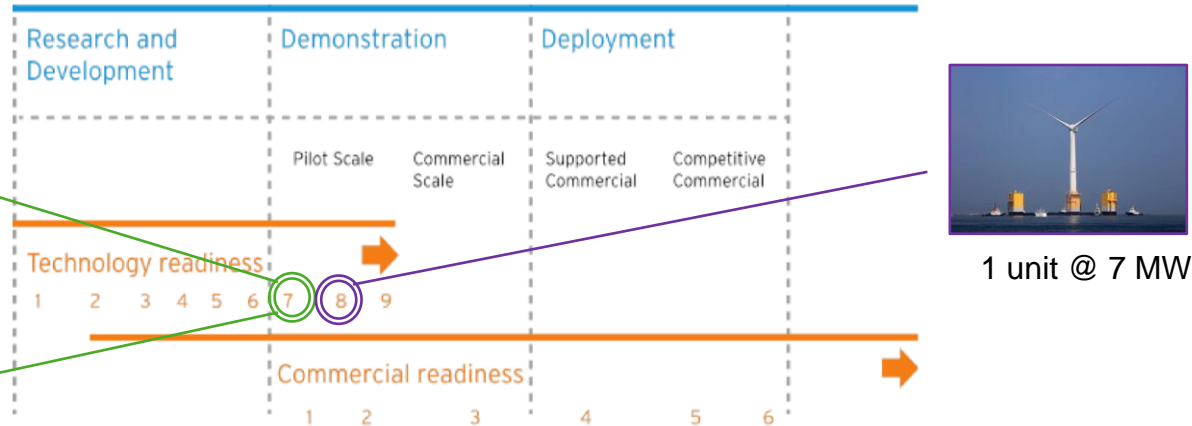 Research and
Development
Demonstration
Deployment
Pilot Scale
Commercial
Scale
Supported
Commercial
Competitive
Commercial
Technology readiness
1 2 3 4 5 6 7 8 9
Commercial readiness
1 2 3 4 5 6
1 unit @ 7 MW